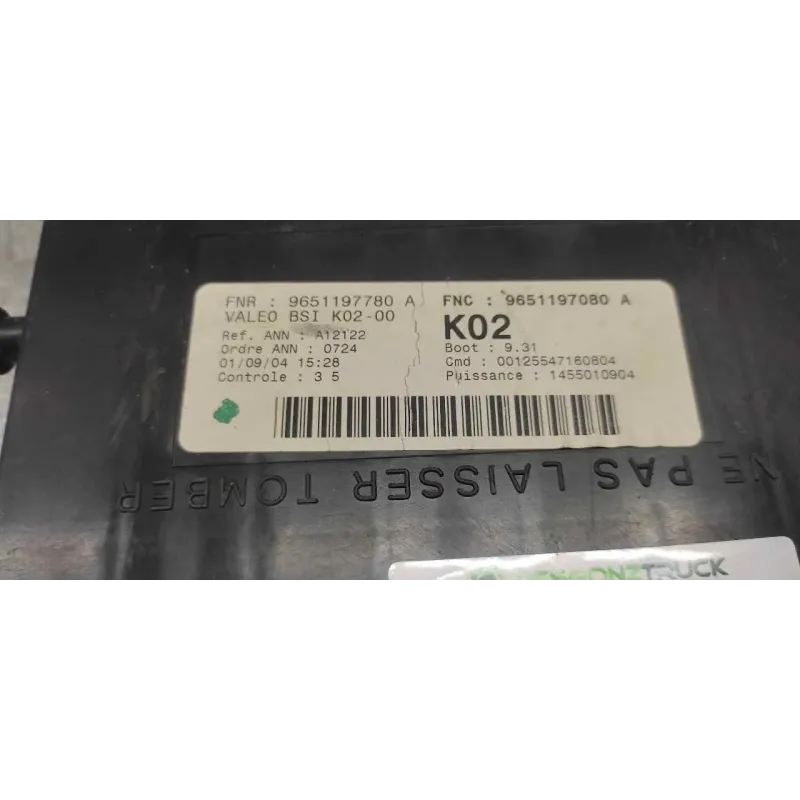 FNR : 9651197780 A
VALEO BSI K02-00
Ref. ANN : A12122
Ordre ANN : 0724
01/09/04 15:28
Controle : 3 5
FNC : 9651197080 A
K02
Boot : 9.31
Cmd : 00125547160804
Puissance : 1455010904
NE PAS LAISSER TOMBER
TRUCK